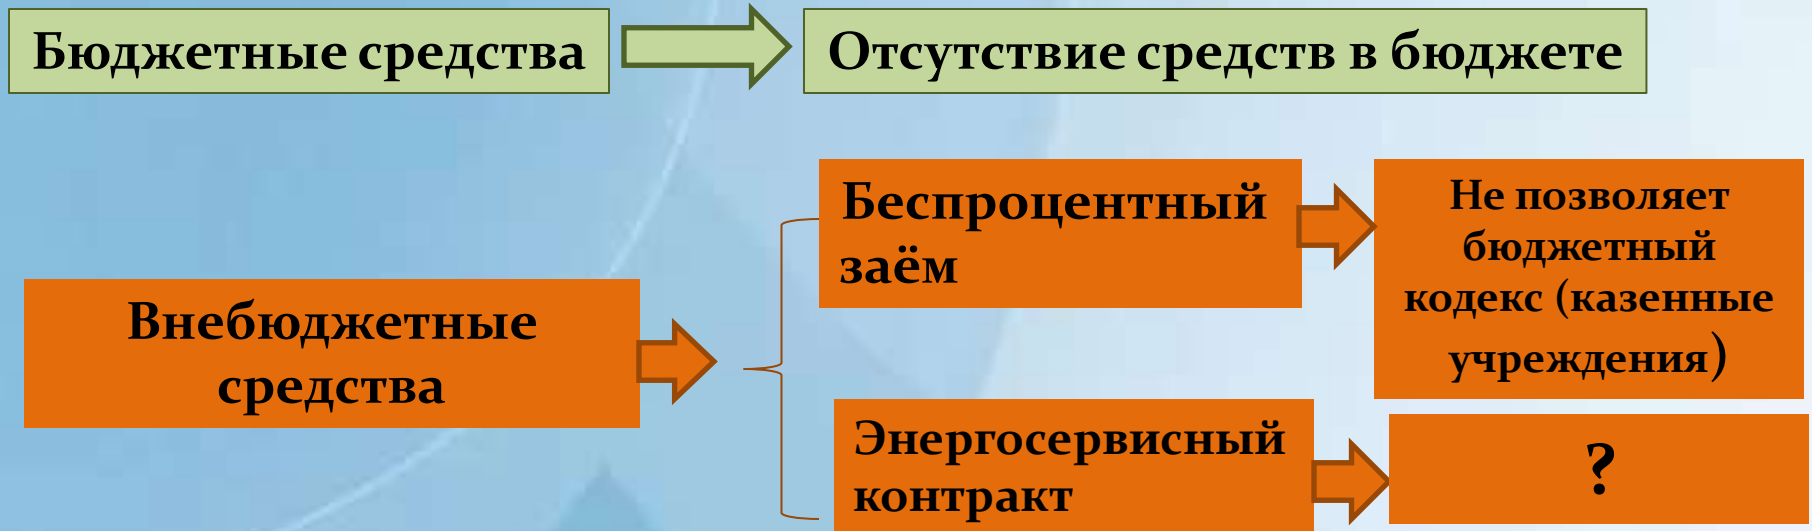 Бюджетные средства
Отсутствие средств в бюджете
Внебюджетные
средства
Беспроцентный
заём
Не позволяет
бюджетный
кодекс (казенные
учреждения)
Энергосервисный
контракт
?